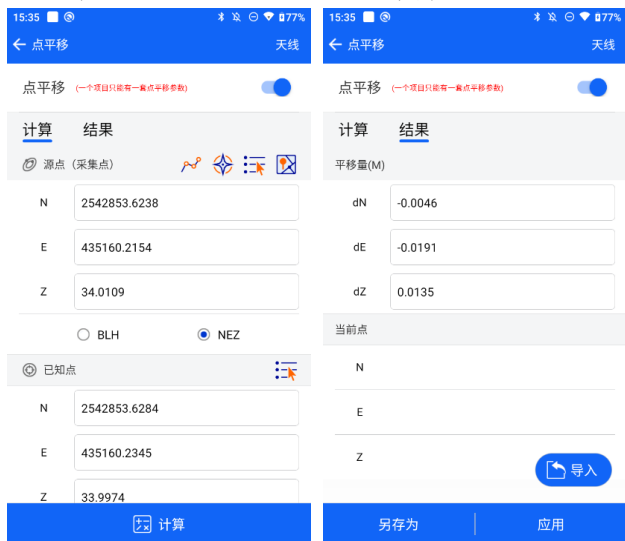 15:35 77%
点平移 天线
点平移 (一个项目只能有一套点平移参数)
计算 结果
源点（采集点）
N 2542853.6238
E 435160.2154
Z 34.0109
BLH NEZ
已知点
N 2542853.6284
E 435160.2345
Z 33.9974
计算
15:35 77%
点平移 天线
点平移 (一个项目只能有一套点平移参数)
计算 结果
平移量(M)
dN -0.0046
dE -0.0191
dZ 0.0135
当前点
N
E
Z
导入
另存为 应用